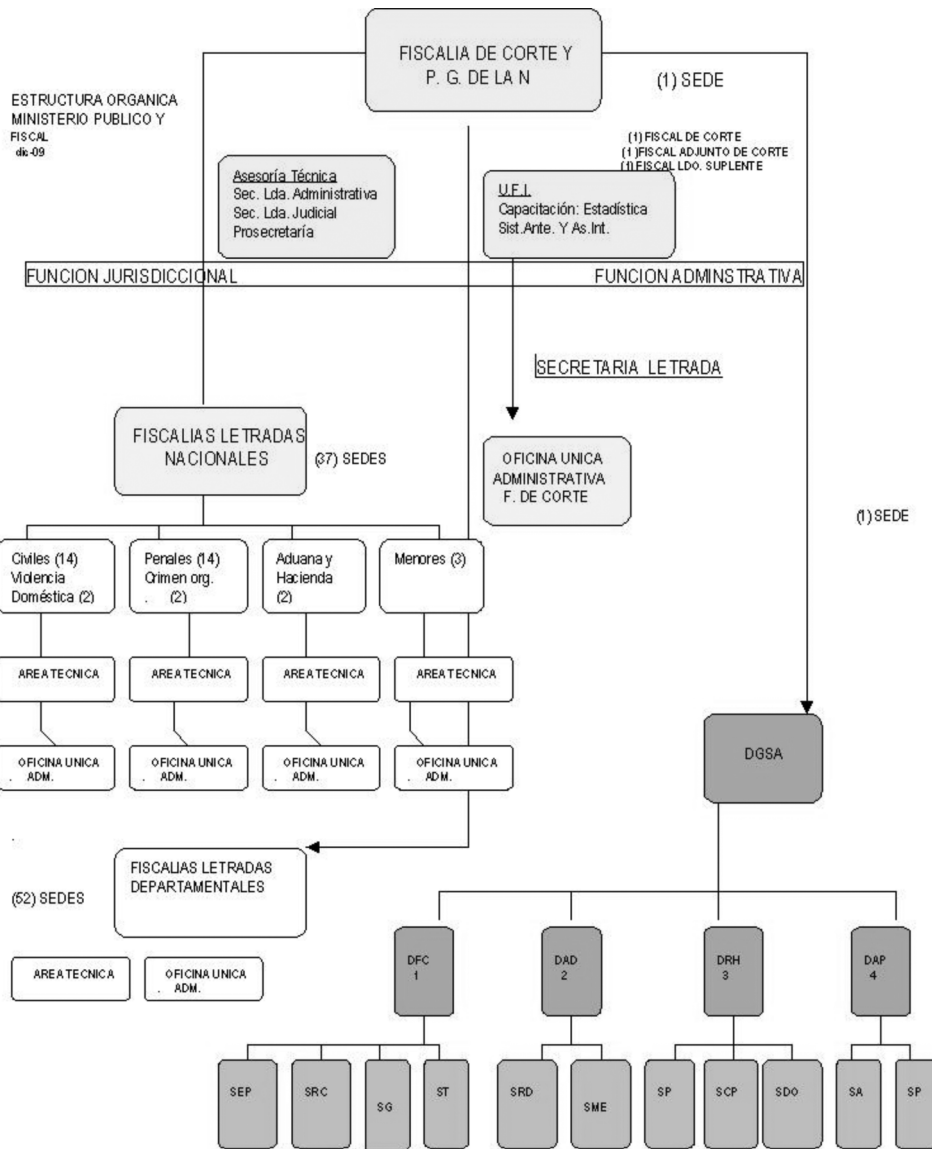 FISCALIA DE CORTE Y
P. G. DE LA N
(1) SEDE
ESTRUCTURA ORGANICA
MINISTERIO PUBLICO Y
FISCAL
dic-09
(1)FISCAL DE CORTE
(1)FISCAL ADJUNTO DE CORTE
(1)FISCAL LDO. SUPLENTE
Asesoría Técnica
Sec. Lda. Administrativa
Sec. Lda. Judicial
Prosecretaría
U.F.I.
Capacitación: Estadística
Sist.Ante. Y As.Int.
FUNCION JURISDICCIONAL
FUNCION ADMINSTRATIVA
SECRETARIA LETRADA
FISCALIAS LETRADAS
NACIONALES
(37) SEDES
OFICINA UNICA
ADMINISTRATIVA
F. DE CORTE
(1) SEDE
Civiles (14)
Violencia
Doméstica (2)
Penales (14)
Crimen org.
. (2)
Aduana y
Hacienda
(2)
Menores (3)
AREA TECNICA
AREA TECNICA
AREA TECNICA
AREA TECNICA
OFICINA UNICA
. ADM.
OFICINA UNICA
. ADM.
OFICINA UNICA
. ADM.
OFICINA UNICA
. ADM.
DGSA
.
FISCALIAS LETRADAS
DEPARTAMENTALES
(52) SEDES
AREA TECNICA
OFICINA UNICA
. ADM.
DFC
1
DAD
2
DRH
3
DAP
4
SEP
SRC
SG
ST
SRD
SME
SP
SCP
SDO
SA
SP